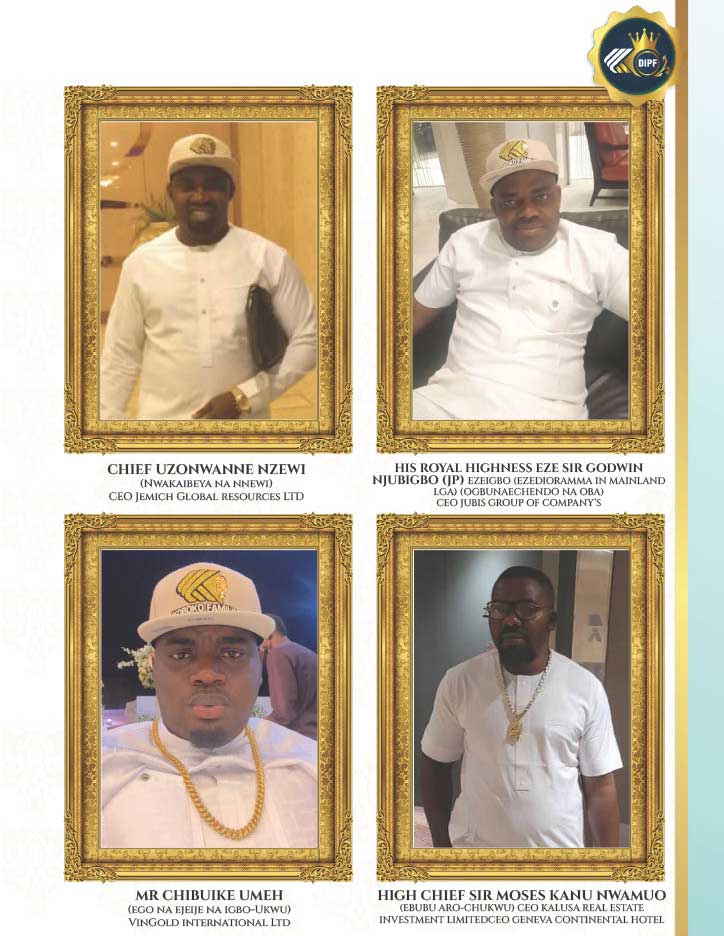 DIPF
KOBOKO FAMILY
CHIEF UZONWANNE NZEWI
(NWAKAIBEYA NA NNEWI)
CEO JEMICH GLOBAL RESOURCES LTD
HIS ROYAL HIGHNESS EZE SIR GODWIN
NJUBIGBO (JP) EZEIGBO (EZEDIORAMMA IN MAINLAND
LGA) (OGBUNAECHENDO NA OBA)
CEO JUBIS GROUP OF COMPANY'S
MR CHIBUIKE UMEH
(EGO NA EJEIJE NA IGBO-UKWU)
VINGOLD INTERNATIONAL LTD
HIGH CHIEF SIR MOSES KANU NWAMUO
(EBUBU ARO-CHUKWU) CEO KALUSA REAL ESTATE
INVESTMENT LIMITEDCEO GENEVA CONTINENTAL HOTEL